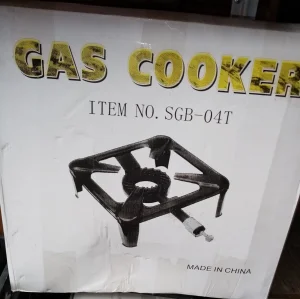 GAS COOKER
ITEM NO. SGB-04T
MADE IN CHINA